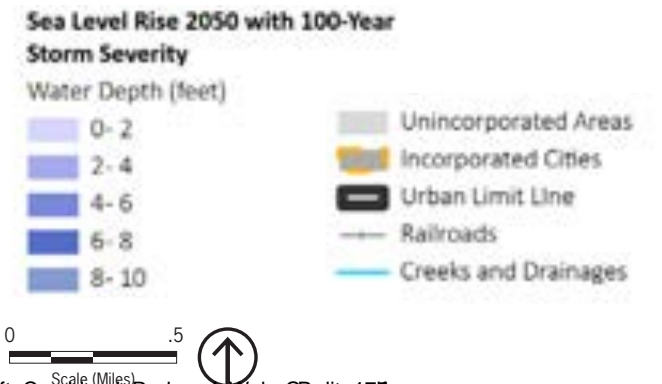 Sea Level Rise 2050 with 100-Year
Storm Severity
Water Depth (feet)
0- 2
2- 4
4- 6
6- 8
8- 10
Unincorporated Areas
Incorporated Cities
Urban Limit LIne
Railroads
Creeks and Drainages
0 .5
Scale (Miles)